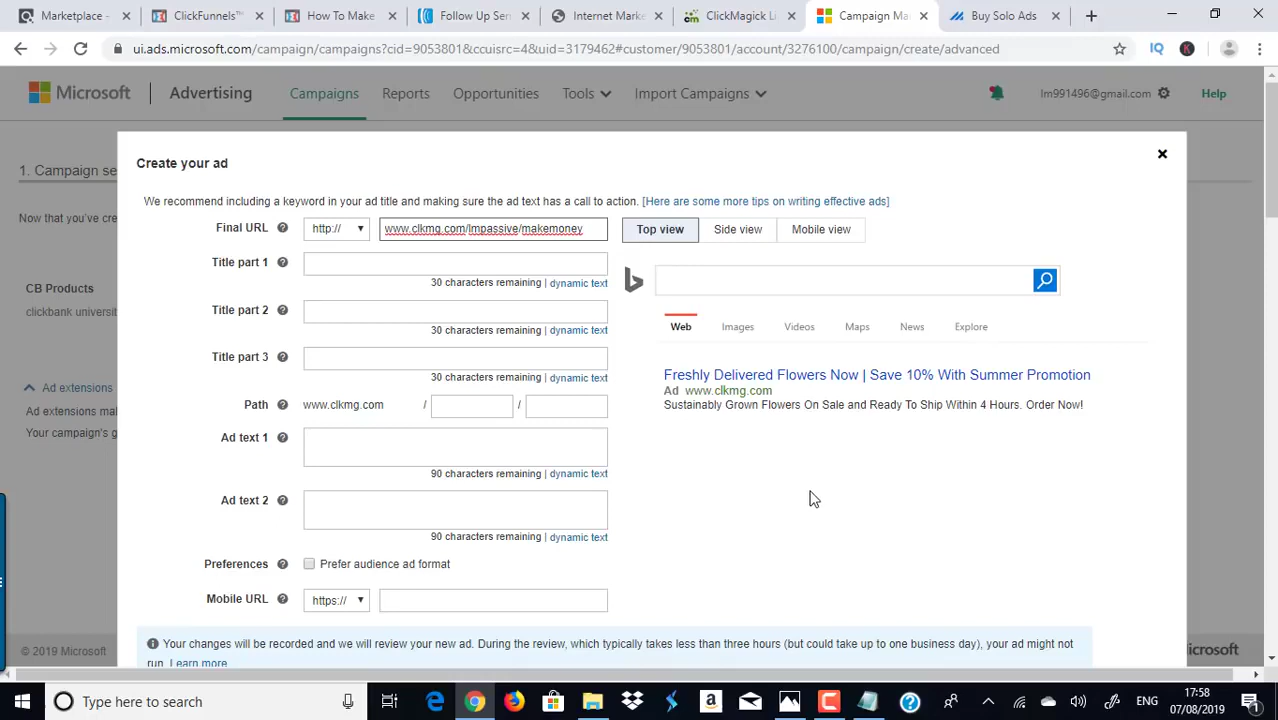 Marketplace -
ClickFunnels™
How To Make
Follow Up Ser
Internet Marke
ClickMagick Li
Campaign Ma
Buy Solo Ads
ui.ads.microsoft.com/campaign/campaigns?cid=9053801&ccuisrc=4&uid=3179462#customer/9053801/account/3276100/campaign/create/advanced
Microsoft | Advertising
Campaigns
Reports
Opportunities
Tools
Import Campaigns
lm991496@gmail.com
Help
1. Campaign se
Now that you've cre
CB Products
clickbank universit
Ad extensions
Ad extensions mal
Your campaign's g
© 2019 Microsoft
icrosoft
Create your ad
We recommend including a keyword in your ad title and making sure the ad text has a call to action. [Here are some more tips on writing effective ads]
Final URL http:// www.clkmg.com/lmpassive/makemoney
Title part 1
30 characters remaining | dynamic text
Title part 2
30 characters remaining | dynamic text
Title part 3
30 characters remaining | dynamic text
Path www.clkmg.com / /
Ad text 1
90 characters remaining | dynamic text
Ad text 2
90 characters remaining | dynamic text
Preferences Prefer audience ad format
Mobile URL https://
Top view Side view Mobile view
Web Images Videos Maps News Explore
Freshly Delivered Flowers Now | Save 10% With Summer Promotion
Ad www.clkmg.com
Sustainably Grown Flowers On Sale and Ready To Ship Within 4 Hours. Order Now!
Your changes will be recorded and we will review your new ad. During the review, which typically takes less than three hours (but could take up to one business day), your ad might not
run. Learn more
Type here to search
ENG
17:58
07/08/2019